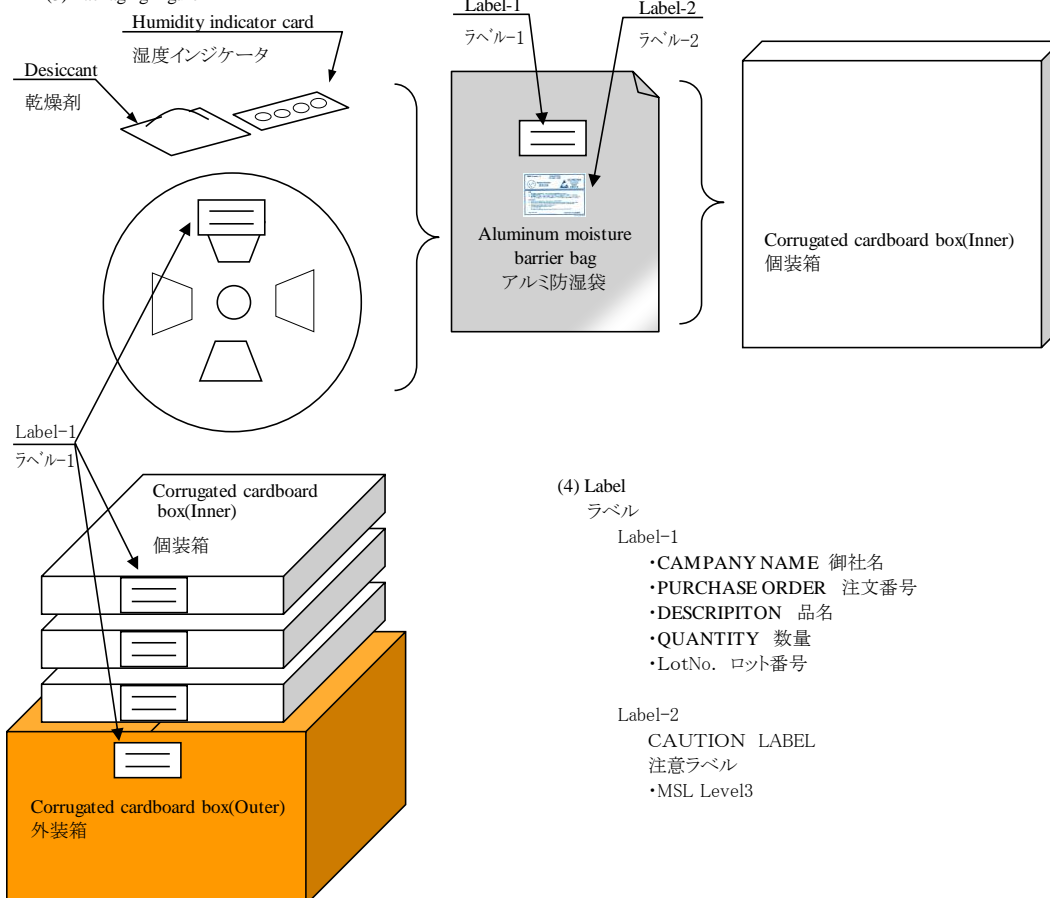 Humidity indicator card
湿度インジケータ
Desiccant
乾燥剤
Label-1
ラベル-1
Label-2
ラベル-2
Aluminum moisture
barrier bag
アルミ防湿袋
Corrugated cardboard box(Inner)
個装箱
Label-1
ラベル-1
Corrugated cardboard
box(Inner)
個装箱
Corrugated cardboard box(Outer)
外装箱
(4) Label
ラベル
Label-1
・CAMPANY NAME 御社名
・PURCHASE ORDER 注文番号
・DESCRIPITON 品名
・QUANTITY 数量
・LotNo. ロット番号
Label-2
CAUTION LABEL
注意ラベル
・MSL Level3